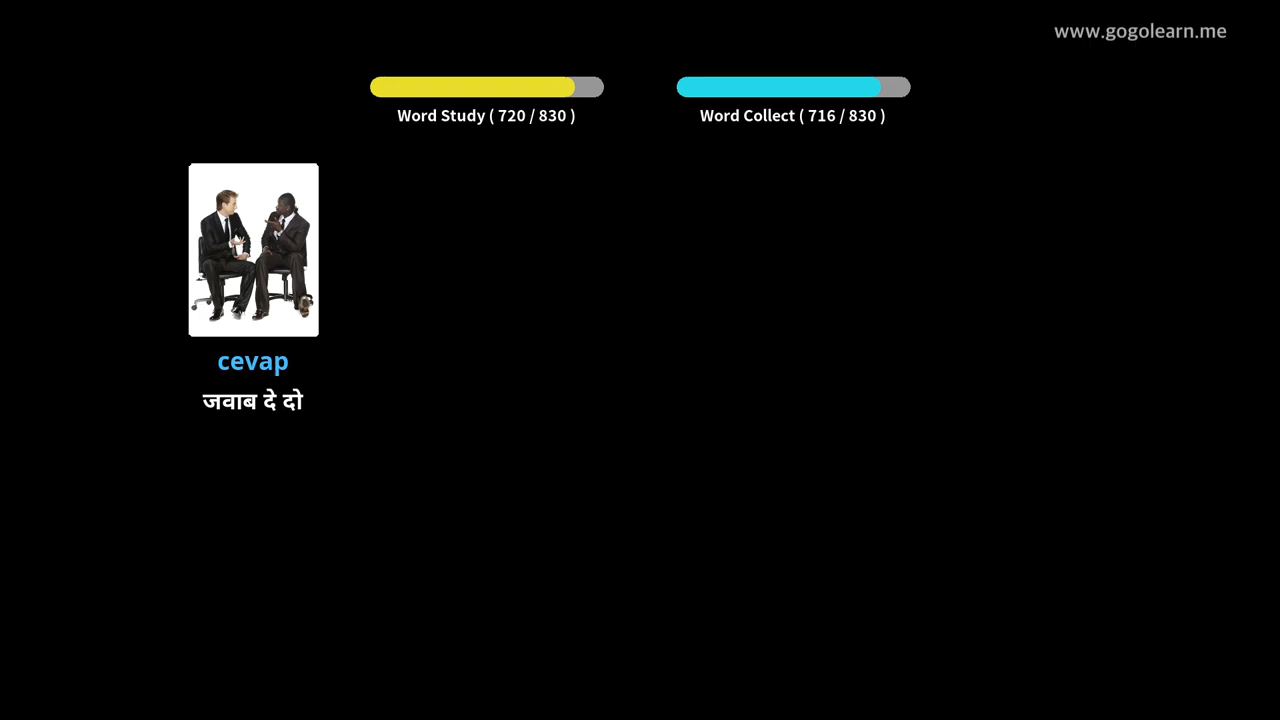 www.gogolearn.me
Word Study ( 720 / 830 )
Word Collect ( 716 / 830 )
cevap
जवाब दे दो